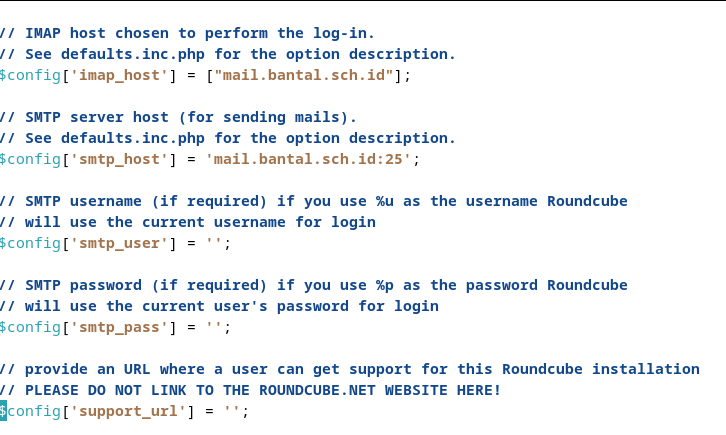 // IMAP host chosen to perform the log-in.
// See defaults.inc.php for the option description.
$config['imap_host'] = ["mail.bantal.sch.id"];
// SMTP server host (for sending mails).
// See defaults.inc.php for the option description.
$config['smtp_host'] = 'mail.bantal.sch.id:25';
// SMTP username (if required) if you use %u as the username Roundcube
// will use the current username for login
$config['smtp_user'] = '';
// SMTP password (if required) if you use %p as the password Roundcube
// will use the current user's password for login
$config['smtp_pass'] = '';
// provide an URL where a user can get support for this Roundcube installation
// PLEASE DO NOT LINK TO THE ROUNDCUBE.NET WEBSITE HERE!
$config['support_url'] = '';